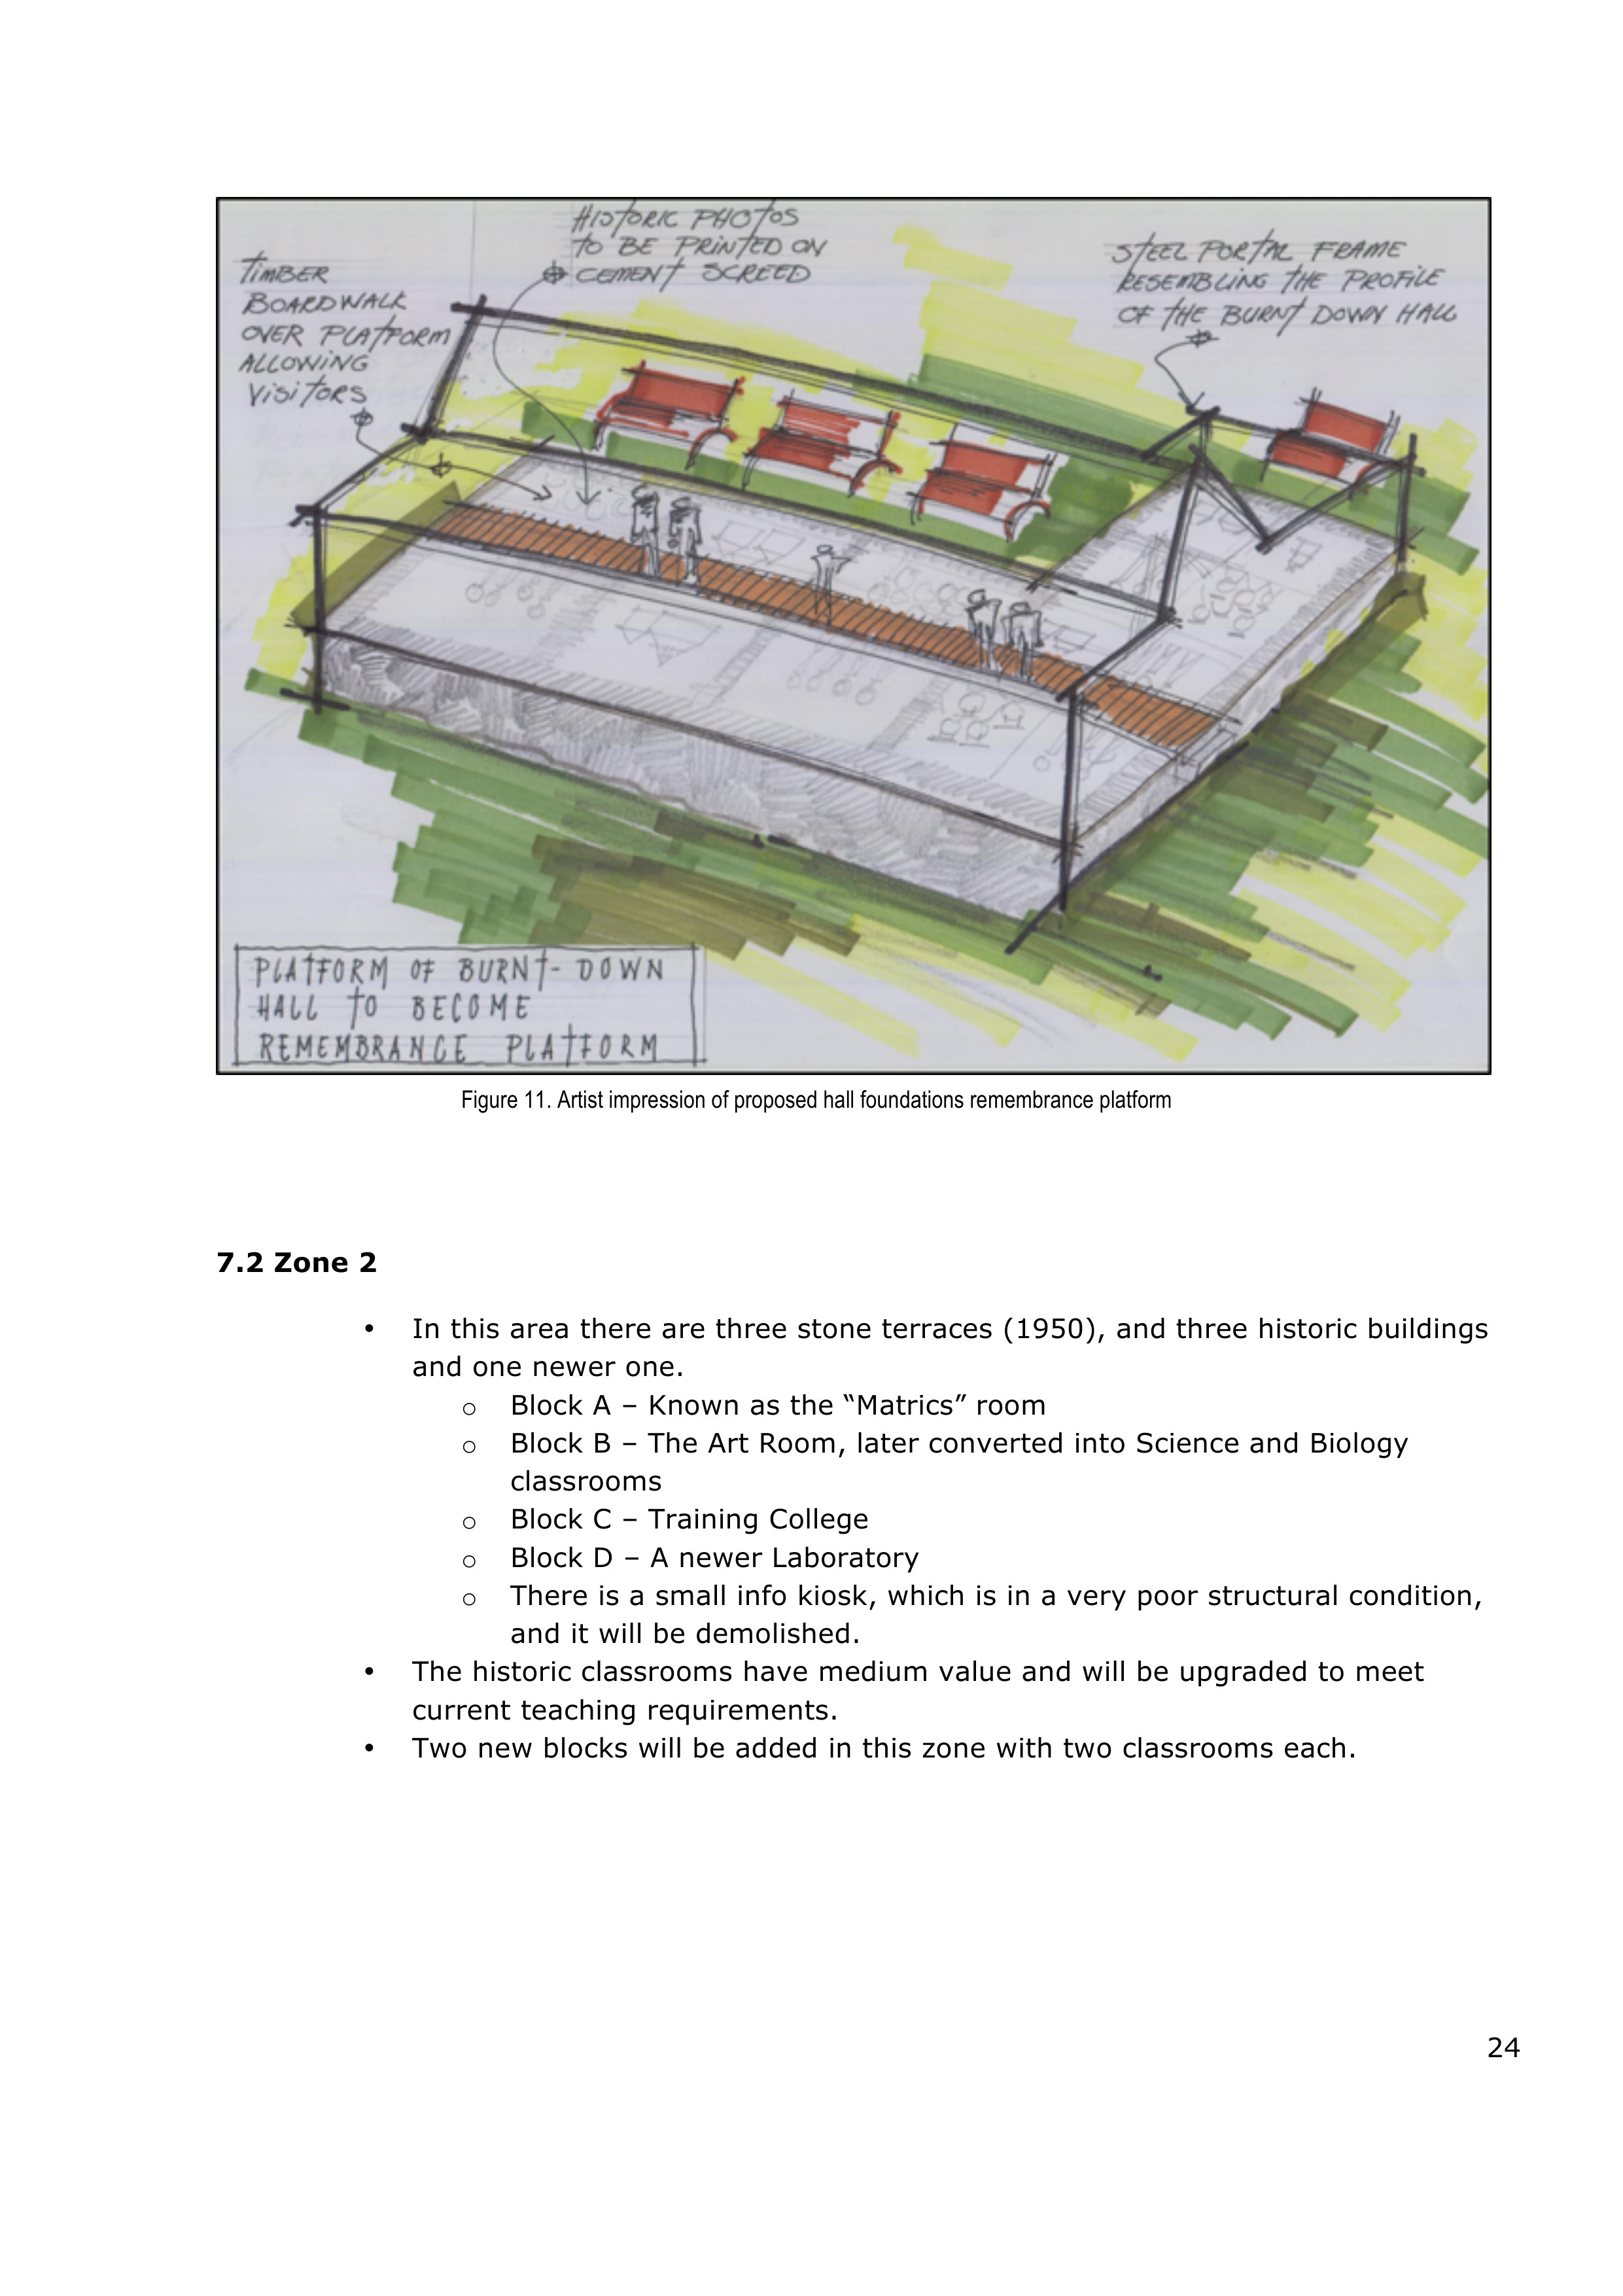 HISTORIC PHOTOS
TO BE PRINTED ON
CEMENT SCREED
TIMBER
BOARDWALK
OVER PLATFORM
ALLOWING
VISITORS
STEEL PORTAL FRAME
RESEMBLING THE PROFILE
OF THE BURNT DOWN HALL
PLATFORM OF BURNT-DOWN
HALL TO BECOME
REMEMBRANCE PLATFORM
Figure 11. Artist impression of proposed hall foundations remembrance platform
7.2 Zone 2
• In this area there are three stone terraces (1950), and three historic buildings
and one newer one.
o Block A – Known as the “Matrics” room
o Block B – The Art Room, later converted into Science and Biology
classrooms
o Block C – Training College
o Block D – A newer Laboratory
o There is a small info kiosk, which is in a very poor structural condition,
and it will be demolished.
• The historic classrooms have medium value and will be upgraded to meet
current teaching requirements.
• Two new blocks will be added in this zone with two classrooms each.
24